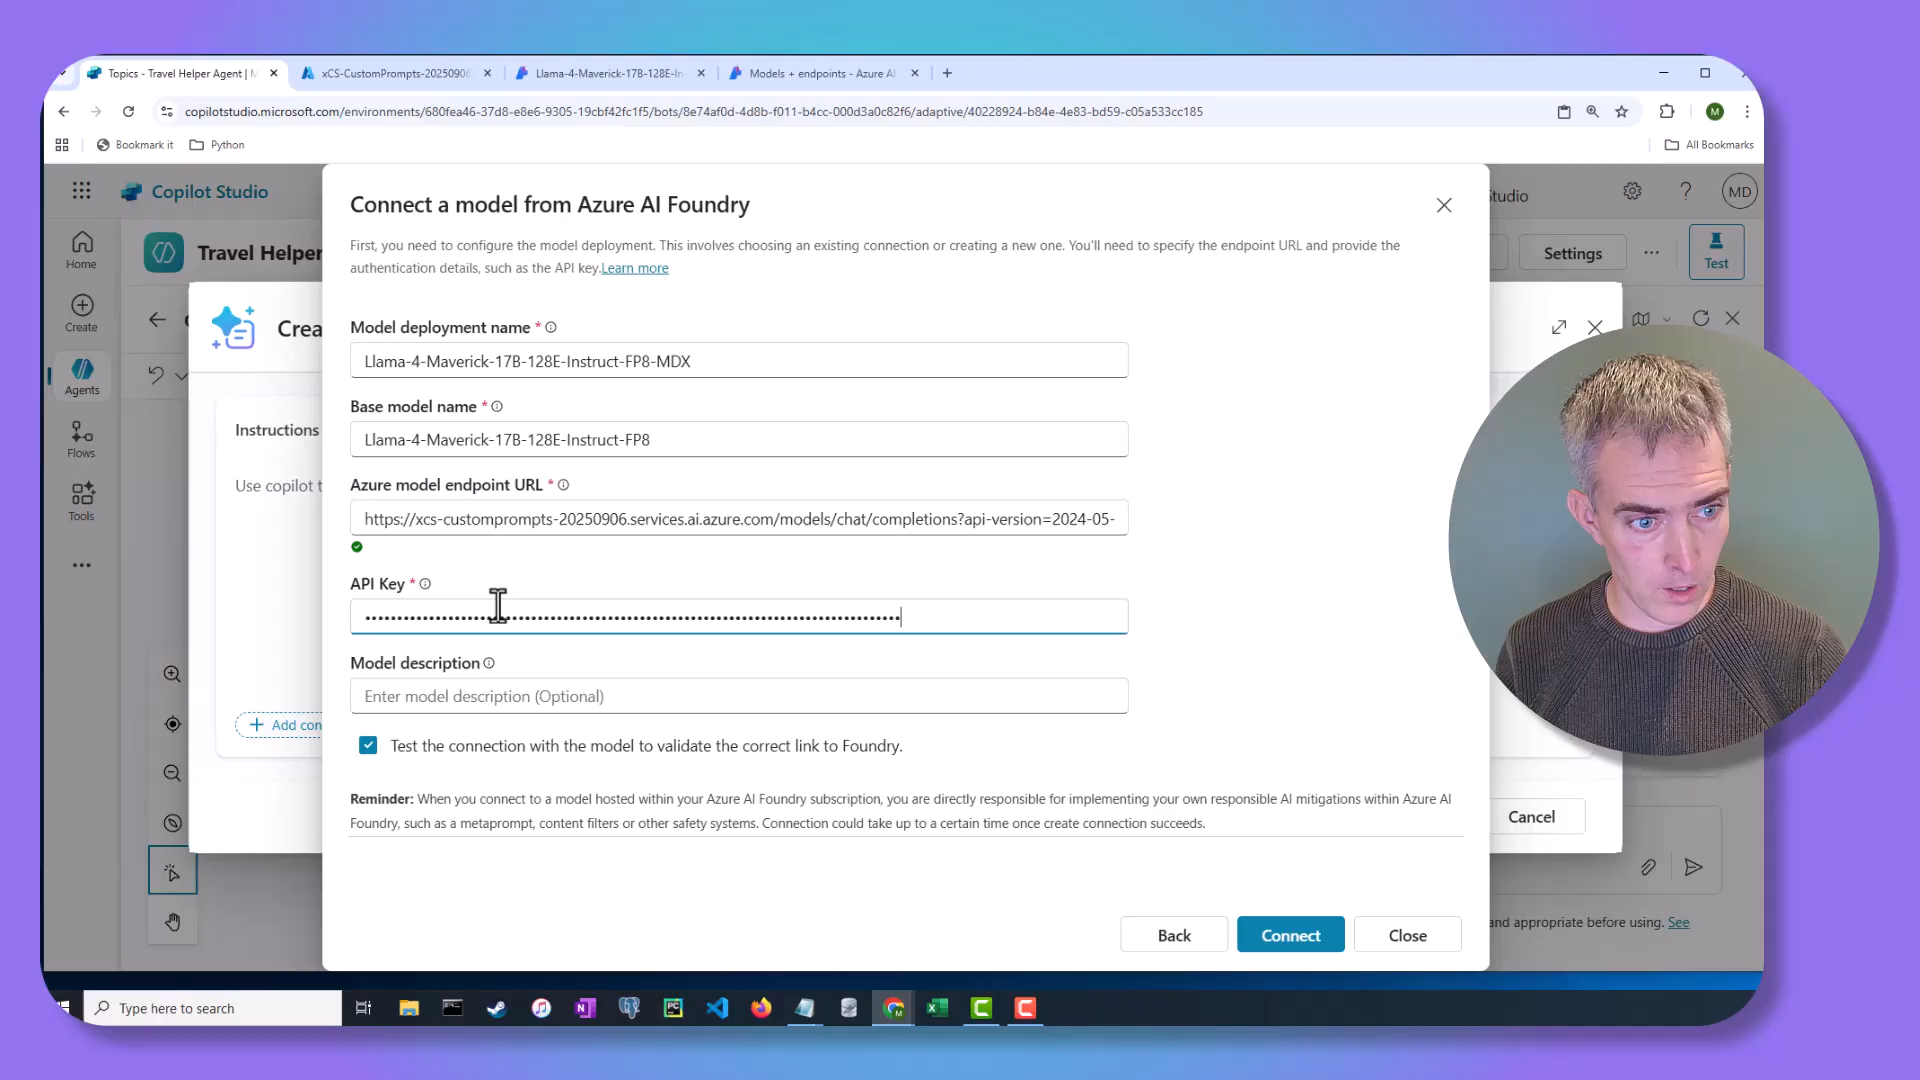 Topics - Travel Helper Agent | M
xCS-CustomPrompts-20250906
Llama-4-Maverick-17B-128E-In
Models + endpoints - Azure AI
copilotstudio.microsoft.com/environments/680fea46-37d8-e8e6-9305-19cbf42fc1f5/bots/8e74af0d-4d8b-f011-b4cc-000d3a0c82f6/adaptive/40228924-b84e-4e83-bd59-c05a533cc185
M
Bookmark it
Python
All Bookmarks
Copilot Studio
Studio
MD
Home
Create
Agents
Flows
Tools
Travel Helper
Settings
Test
Crea
Instructions
Use copilot t
Add con
Connect a model from Azure AI Foundry
First, you need to configure the model deployment. This involves choosing an existing connection or creating a new one. You'll need to specify the endpoint URL and provide the
authentication details, such as the API key.Learn more
Model deployment name *
Llama-4-Maverick-17B-128E-Instruct-FP8-MDX
Base model name *
Llama-4-Maverick-17B-128E-Instruct-FP8
Azure model endpoint URL *
https://xcs-customprompts-20250906.services.ai.azure.com/models/chat/completions?api-version=2024-05-
API Key *
Model description
Enter model description (Optional)
Test the connection with the model to validate the correct link to Foundry.
Reminder: When you connect to a model hosted within your Azure AI Foundry subscription, you are directly responsible for implementing your own responsible AI mitigations within Azure AI
Foundry, such as a metaprompt, content filters or other safety systems. Connection could take up to a certain time once create connection succeeds.
Back
Connect
Close
Cancel
and appropriate before using. See
Type here to search